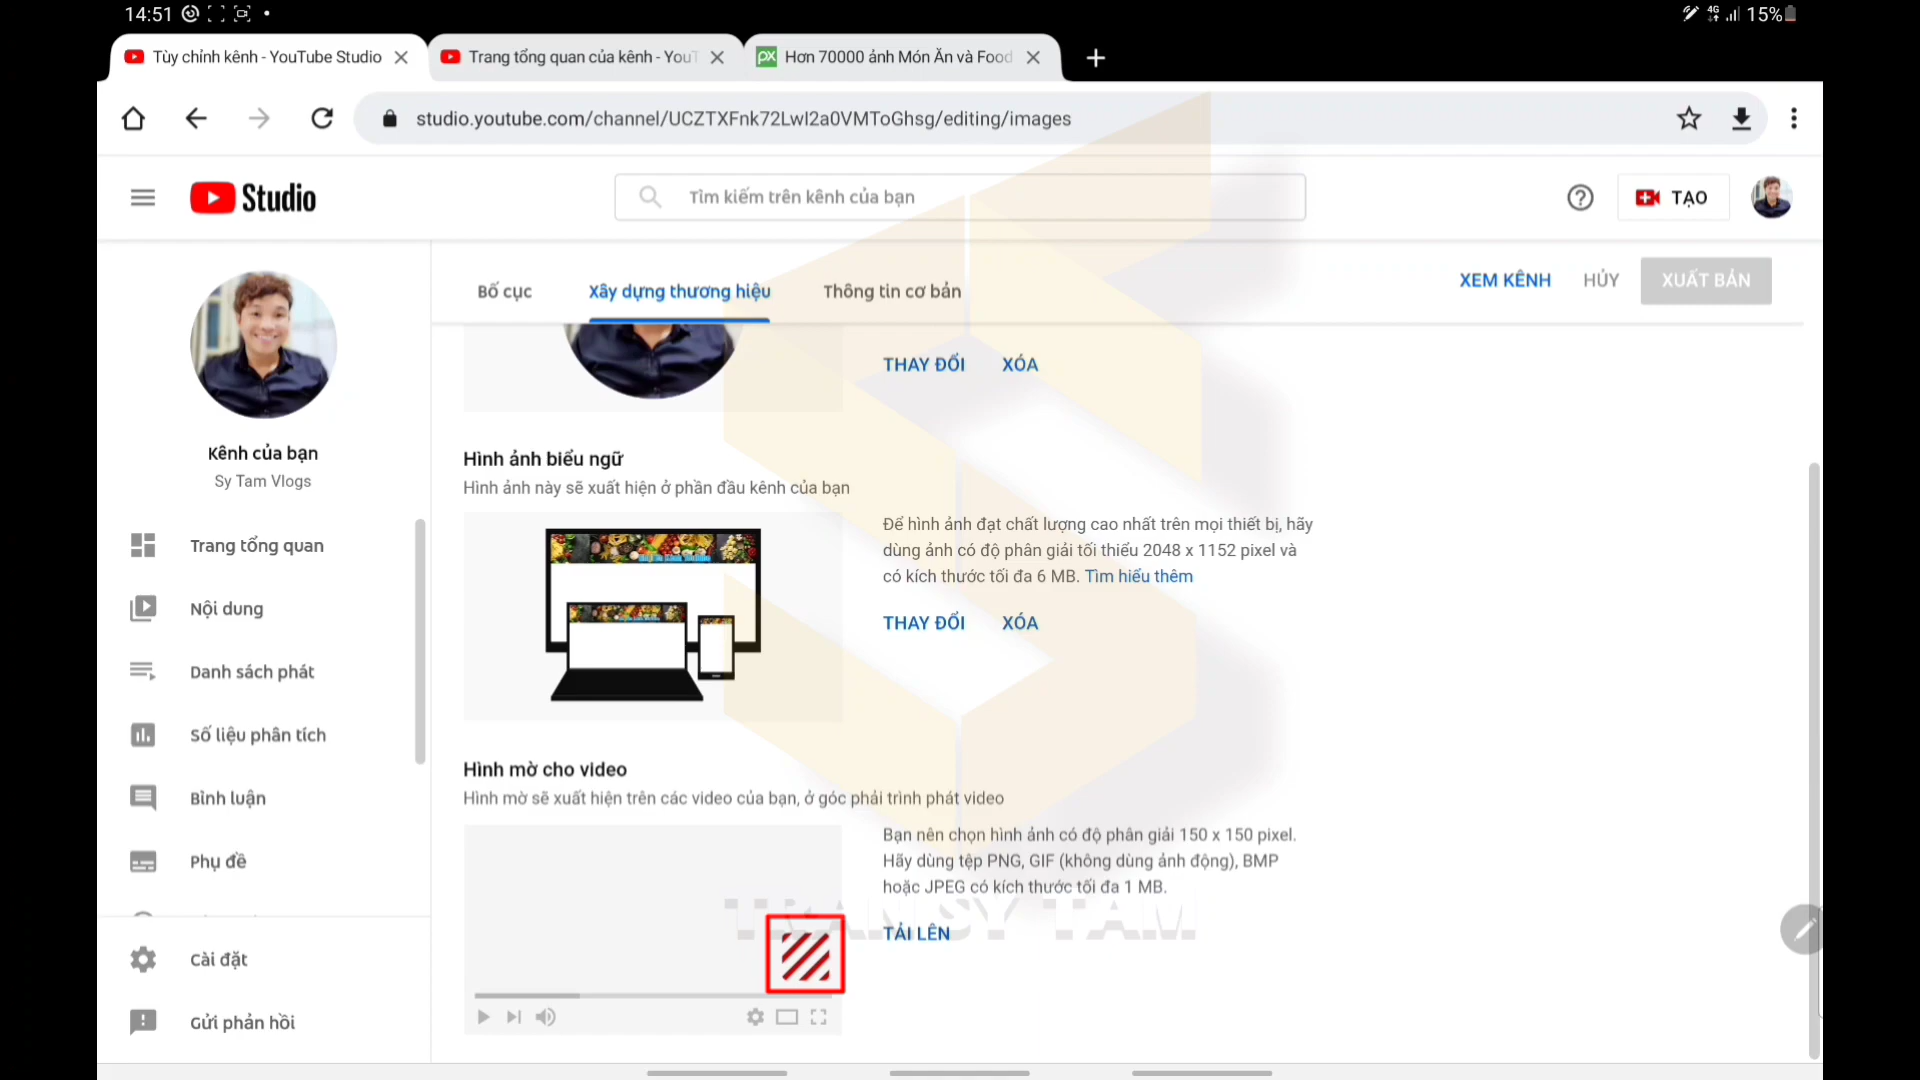 14:51
4G
15%
Tùy chỉnh kênh - YouTube Studio
Trang tổng quan của kênh - YouT
px
Hơn 70000 ảnh Món Ăn và Food
studio.youtube.com/channel/UCZTXFnk72LwI2a0VMToGhsg/editing/images
Studio
Tìm kiếm trên kênh của bạn
TẠO
Bố cục
Xây dựng thương hiệu
Thông tin cơ bản
XEM KÊNH
HỦY
XUẤT BẢN
THAY ĐỔI
XÓA
Kênh của bạn
Sy Tam Vlogs
Trang tổng quan
Nội dung
Danh sách phát
Số liệu phân tích
Bình luận
Phụ đề
Cài đặt
Gửi phản hồi
Hình ảnh biểu ngữ
Hình ảnh này sẽ xuất hiện ở phần đầu kênh của bạn
Để hình ảnh đạt chất lượng cao nhất trên mọi thiết bị, hãy
dùng ảnh có độ phân giải tối thiểu 2048 x 1152 pixel và
có kích thước tối đa 6 MB. Tìm hiểu thêm
THAY ĐỔI
XÓA
Hình mờ cho video
Hình mờ sẽ xuất hiện trên các video của bạn, ở góc phải trình phát video
Bạn nên chọn hình ảnh có độ phân giải 150 x 150 pixel.
Hãy dùng tệp PNG, GIF (không dùng ảnh động), BMP
hoặc JPEG có kích thước tối đa 1 MB.
TẢI LÊN
TRAN SY TAM